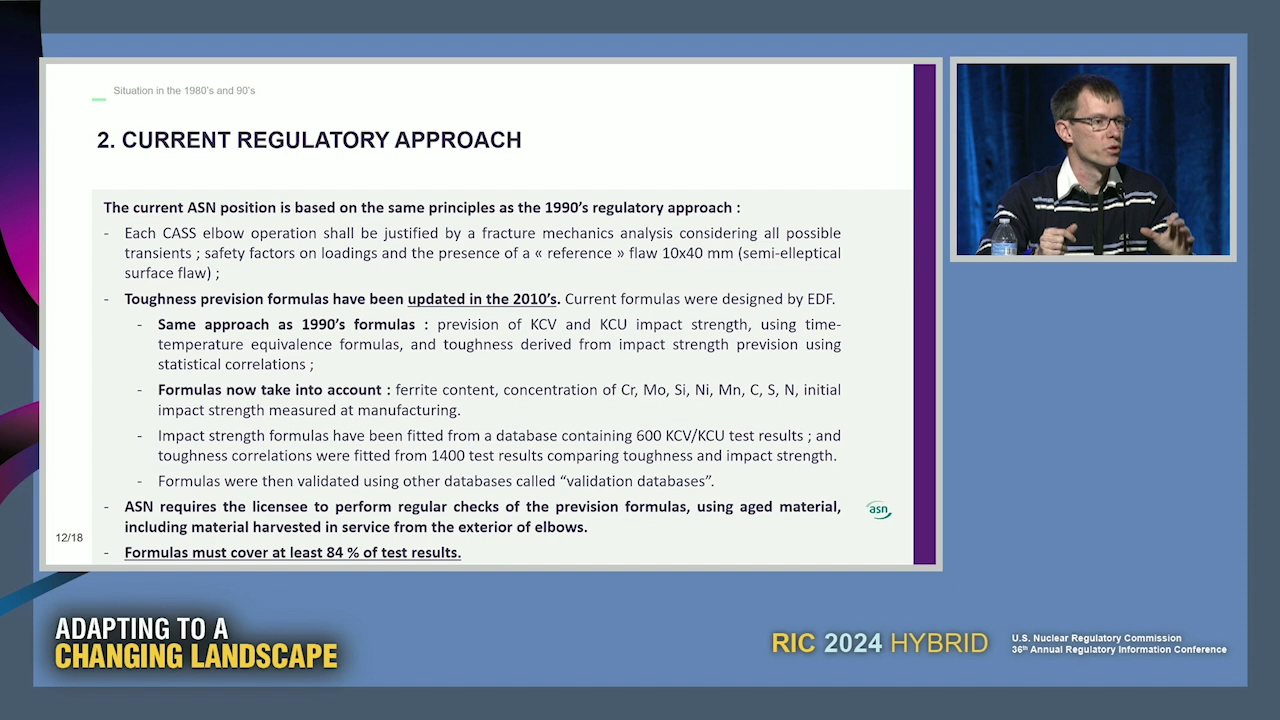 Situation in the 1980's and 90's
2. CURRENT REGULATORY APPROACH
The current ASN position is based on the same principles as the 1990's regulatory approach :
- Each CASS elbow operation shall be justified by a fracture mechanics analysis considering all possible
transients ; safety factors on loadings and the presence of a « reference » flaw 10x40 mm (semi-elleptical
surface flaw) ;
- Toughness prevision formulas have been updated in the 2010's. Current formulas were designed by EDF.
- Same approach as 1990's formulas : prevision of KCV and KCU impact strength, using time-
temperature equivalence formulas, and toughness derived from impact strength prevision using
statistical correlations ;
- Formulas now take into account : ferrite content, concentration of Cr, Mo, Si, Ni, Mn, C, S, N, initial
impact strength measured at manufacturing.
- Impact strength formulas have been fitted from a database containing 600 KCV/KCU test results ; and
toughness correlations were fitted from 1400 test results comparing toughness and impact strength.
- Formulas were then validated using other databases called “validation databases”.
- ASN requires the licensee to perform regular checks of the prevision formulas, using aged material,
including material harvested in service from the exterior of elbows.
- Formulas must cover at least 84 % of test results.
asn
12/18
ADAPTING TO A
CHANGING LANDSCAPE
RIC 2024 HYBRID
U.S. Nuclear Regulatory Commission
36th Annual Regulatory Information Conference